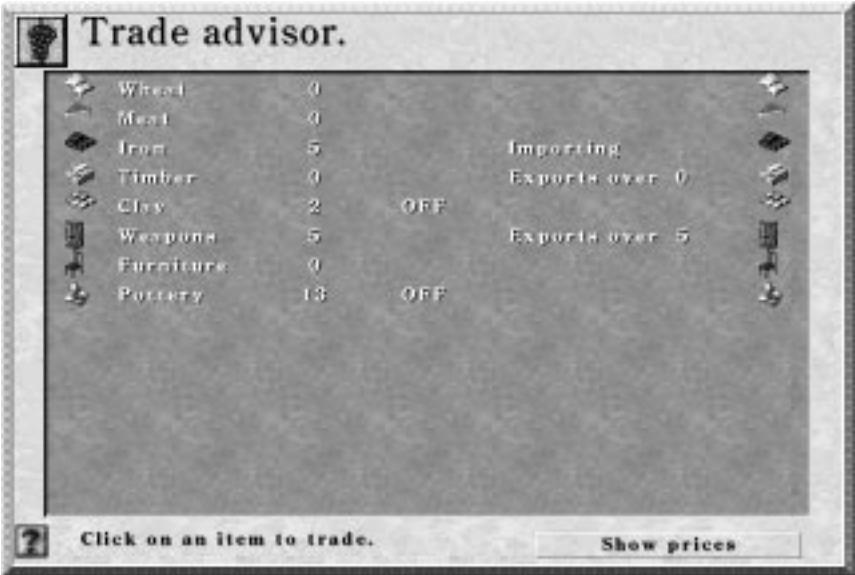 Trade advisor.
Wheat 0
Meat 0
Iron 5 Importing
Timber 0 Exports over 0
Clay 2 OFF
Weapons 5 Exports over 5
Furniture 0
Pottery 13 OFF
? Click on an item to trade. Show prices